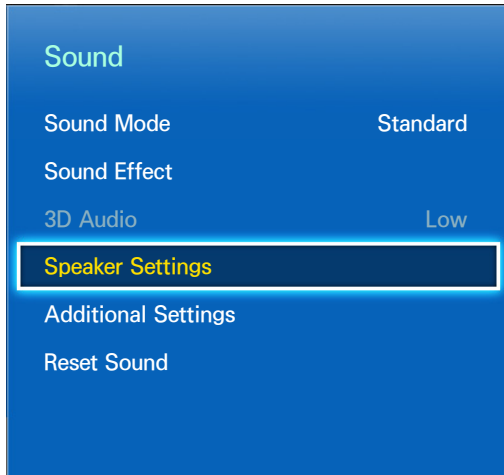 Sound
Sound Mode Standard
Sound Effect
3D Audio Low
Speaker Settings
Additional Settings
Reset Sound